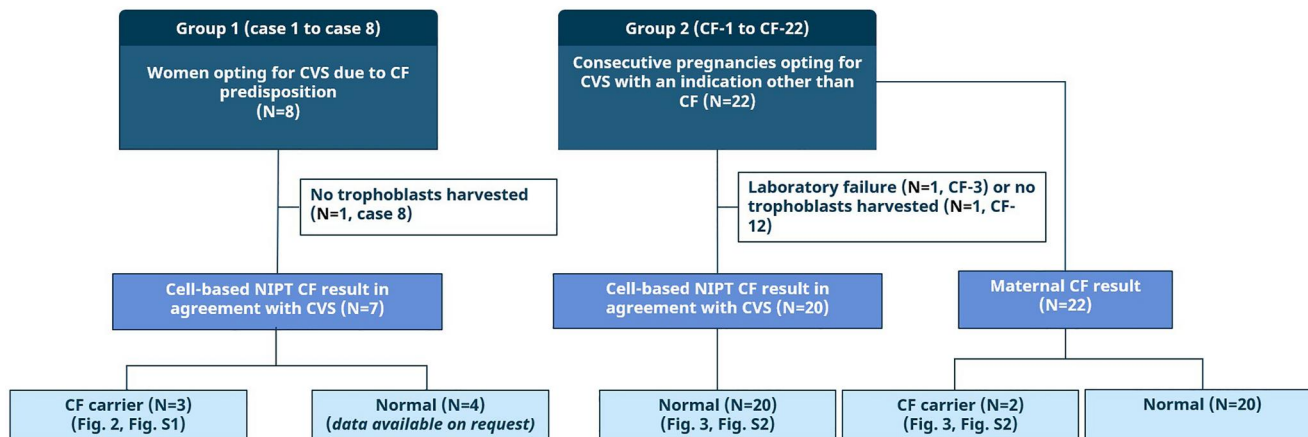 Group 1 (case 1 to case 8)
Women opting for CVS due to CF
predisposition
(N=8)
Group 2 (CF-1 to CF-22)
Consecutive pregnancies opting for
CVS with an indication other than
CF (N=22)
No trophoblasts harvested
(N=1, case 8)
Laboratory failure (N=1, CF-3) or no
trophoblasts harvested (N=1, CF-
12)
Cell-based NIPT CF result in
agreement with CVS (N=7)
Cell-based NIPT CF result in
agreement with CVS (N=20)
Maternal CF result
(N=22)
CF carrier (N=3)
(Fig. 2, Fig. S1)
Normal (N=4)
(data available on request)
Normal (N=20)
(Fig. 3, Fig. S2)
CF carrier (N=2)
(Fig. 3, Fig. S2)
Normal (N=20)